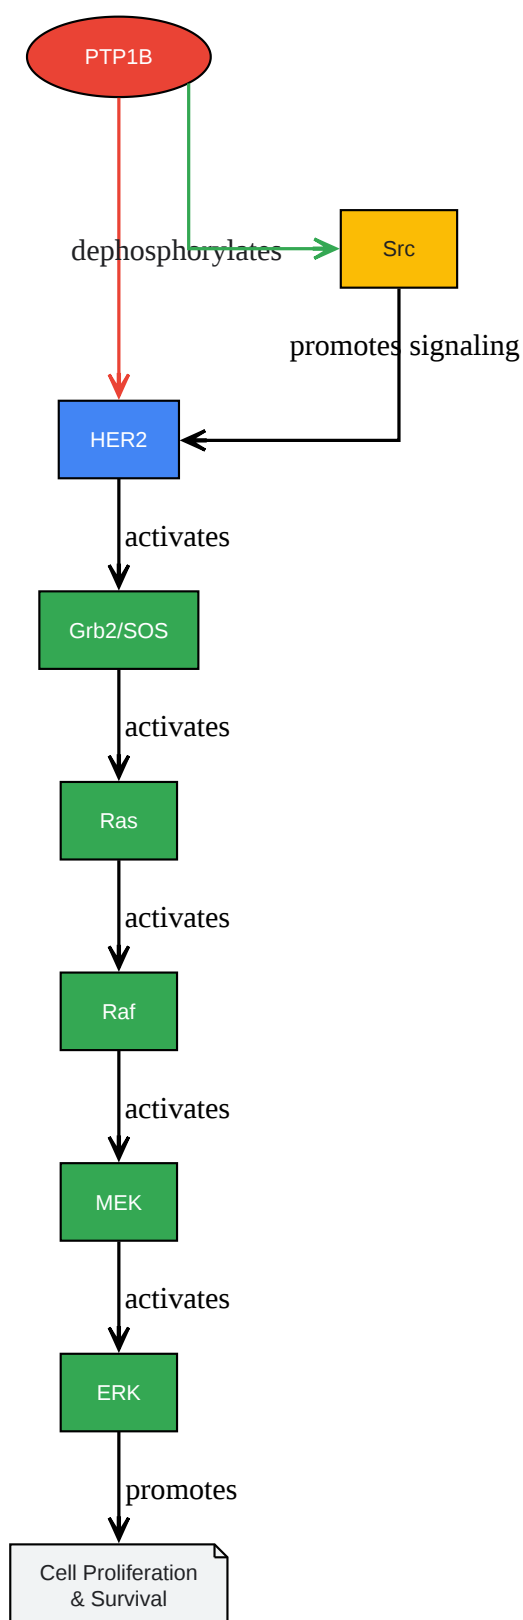 PTP1B
dephosphorylates
Src
promotes signaling
HER2
activates
Grb2/SOS
activates
Ras
activates
Raf
activates
MEK
activates
ERK
promotes
Cell Proliferation
& Survival